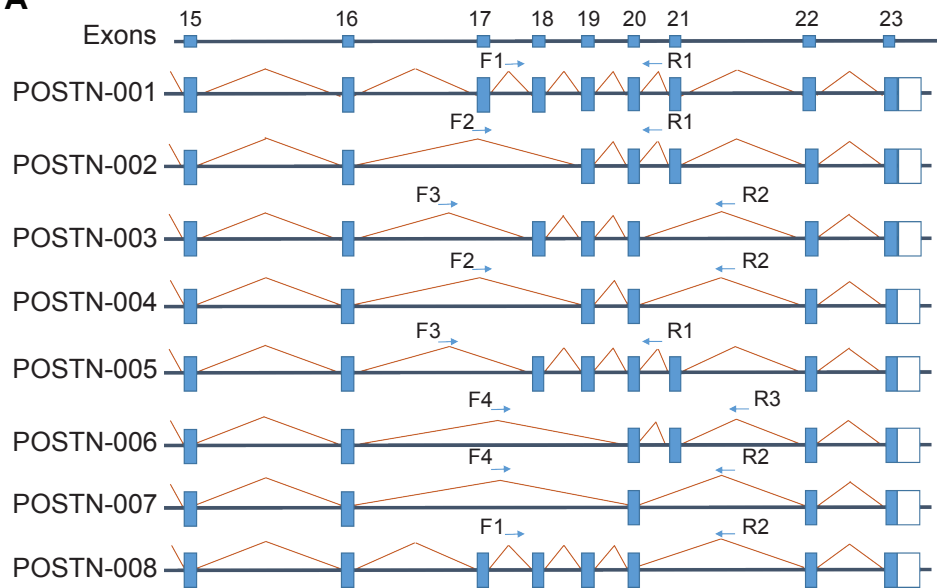 A
15 16 17 18 19 20 21 22 23
Exons
F1 R1
POSTN-001
F2 R1
POSTN-002
F3 R2
POSTN-003
F2 R2
POSTN-004
F3 R1
POSTN-005
F4 R3
POSTN-006
F4 R2
POSTN-007
F1 R2
POSTN-008